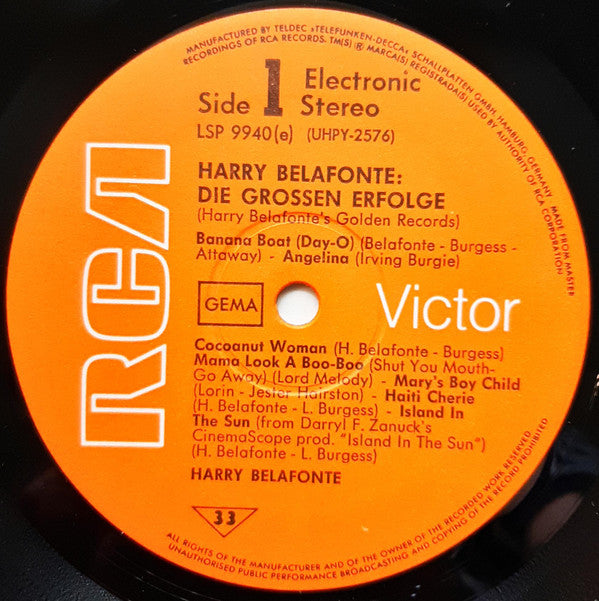 MANUFACTURED BY TELDEC »TELEFUNKEN-DECCA« SCHALLPLATTEN GMBH, HAMBURG, GERMANY, MADE FROM MASTER
RECORDINGS OF RCA RECORDS. TM(S) ® MARCA(S) REGISTRADA(S) USED BY AUTHORITY OF RCA CORPORATION
Side 1 Electronic
Stereo
LSP 9940(e) (UHPY-2576)
HARRY BELAFONTE:
DIE GROSSEN ERFOLGE
(Harry Belafonte's Golden Records)
Banana Boat (Day-O) (Belafonte - Burgess -
Attaway) - Angelina (Irving Burgie)
RCA
GEMA
Victor
Cocoanut Woman (H. Belafonte - Burgess)
Mama Look A Boo-Boo (Shut You Mouth-
Go Away) (Lord Melody) - Mary's Boy Child
(Lorin - Jester Hairston) - Haiti Cherie
(H. Belafonte - L. Burgess) - Island In
The Sun (from Darryl F. Zanuck's
CinemaScope prod. "Island In The Sun")
(H. Belafonte - L. Burgess)
HARRY BELAFONTE
33
ALL RIGHTS OF THE MANUFACTURER AND OF THE OWNER OF THE RECORDED WORK RESERVED
UNAUTHORISED PUBLIC PERFORMANCE BROADCASTING AND COPYING OF THE RECORD PROHIBITED